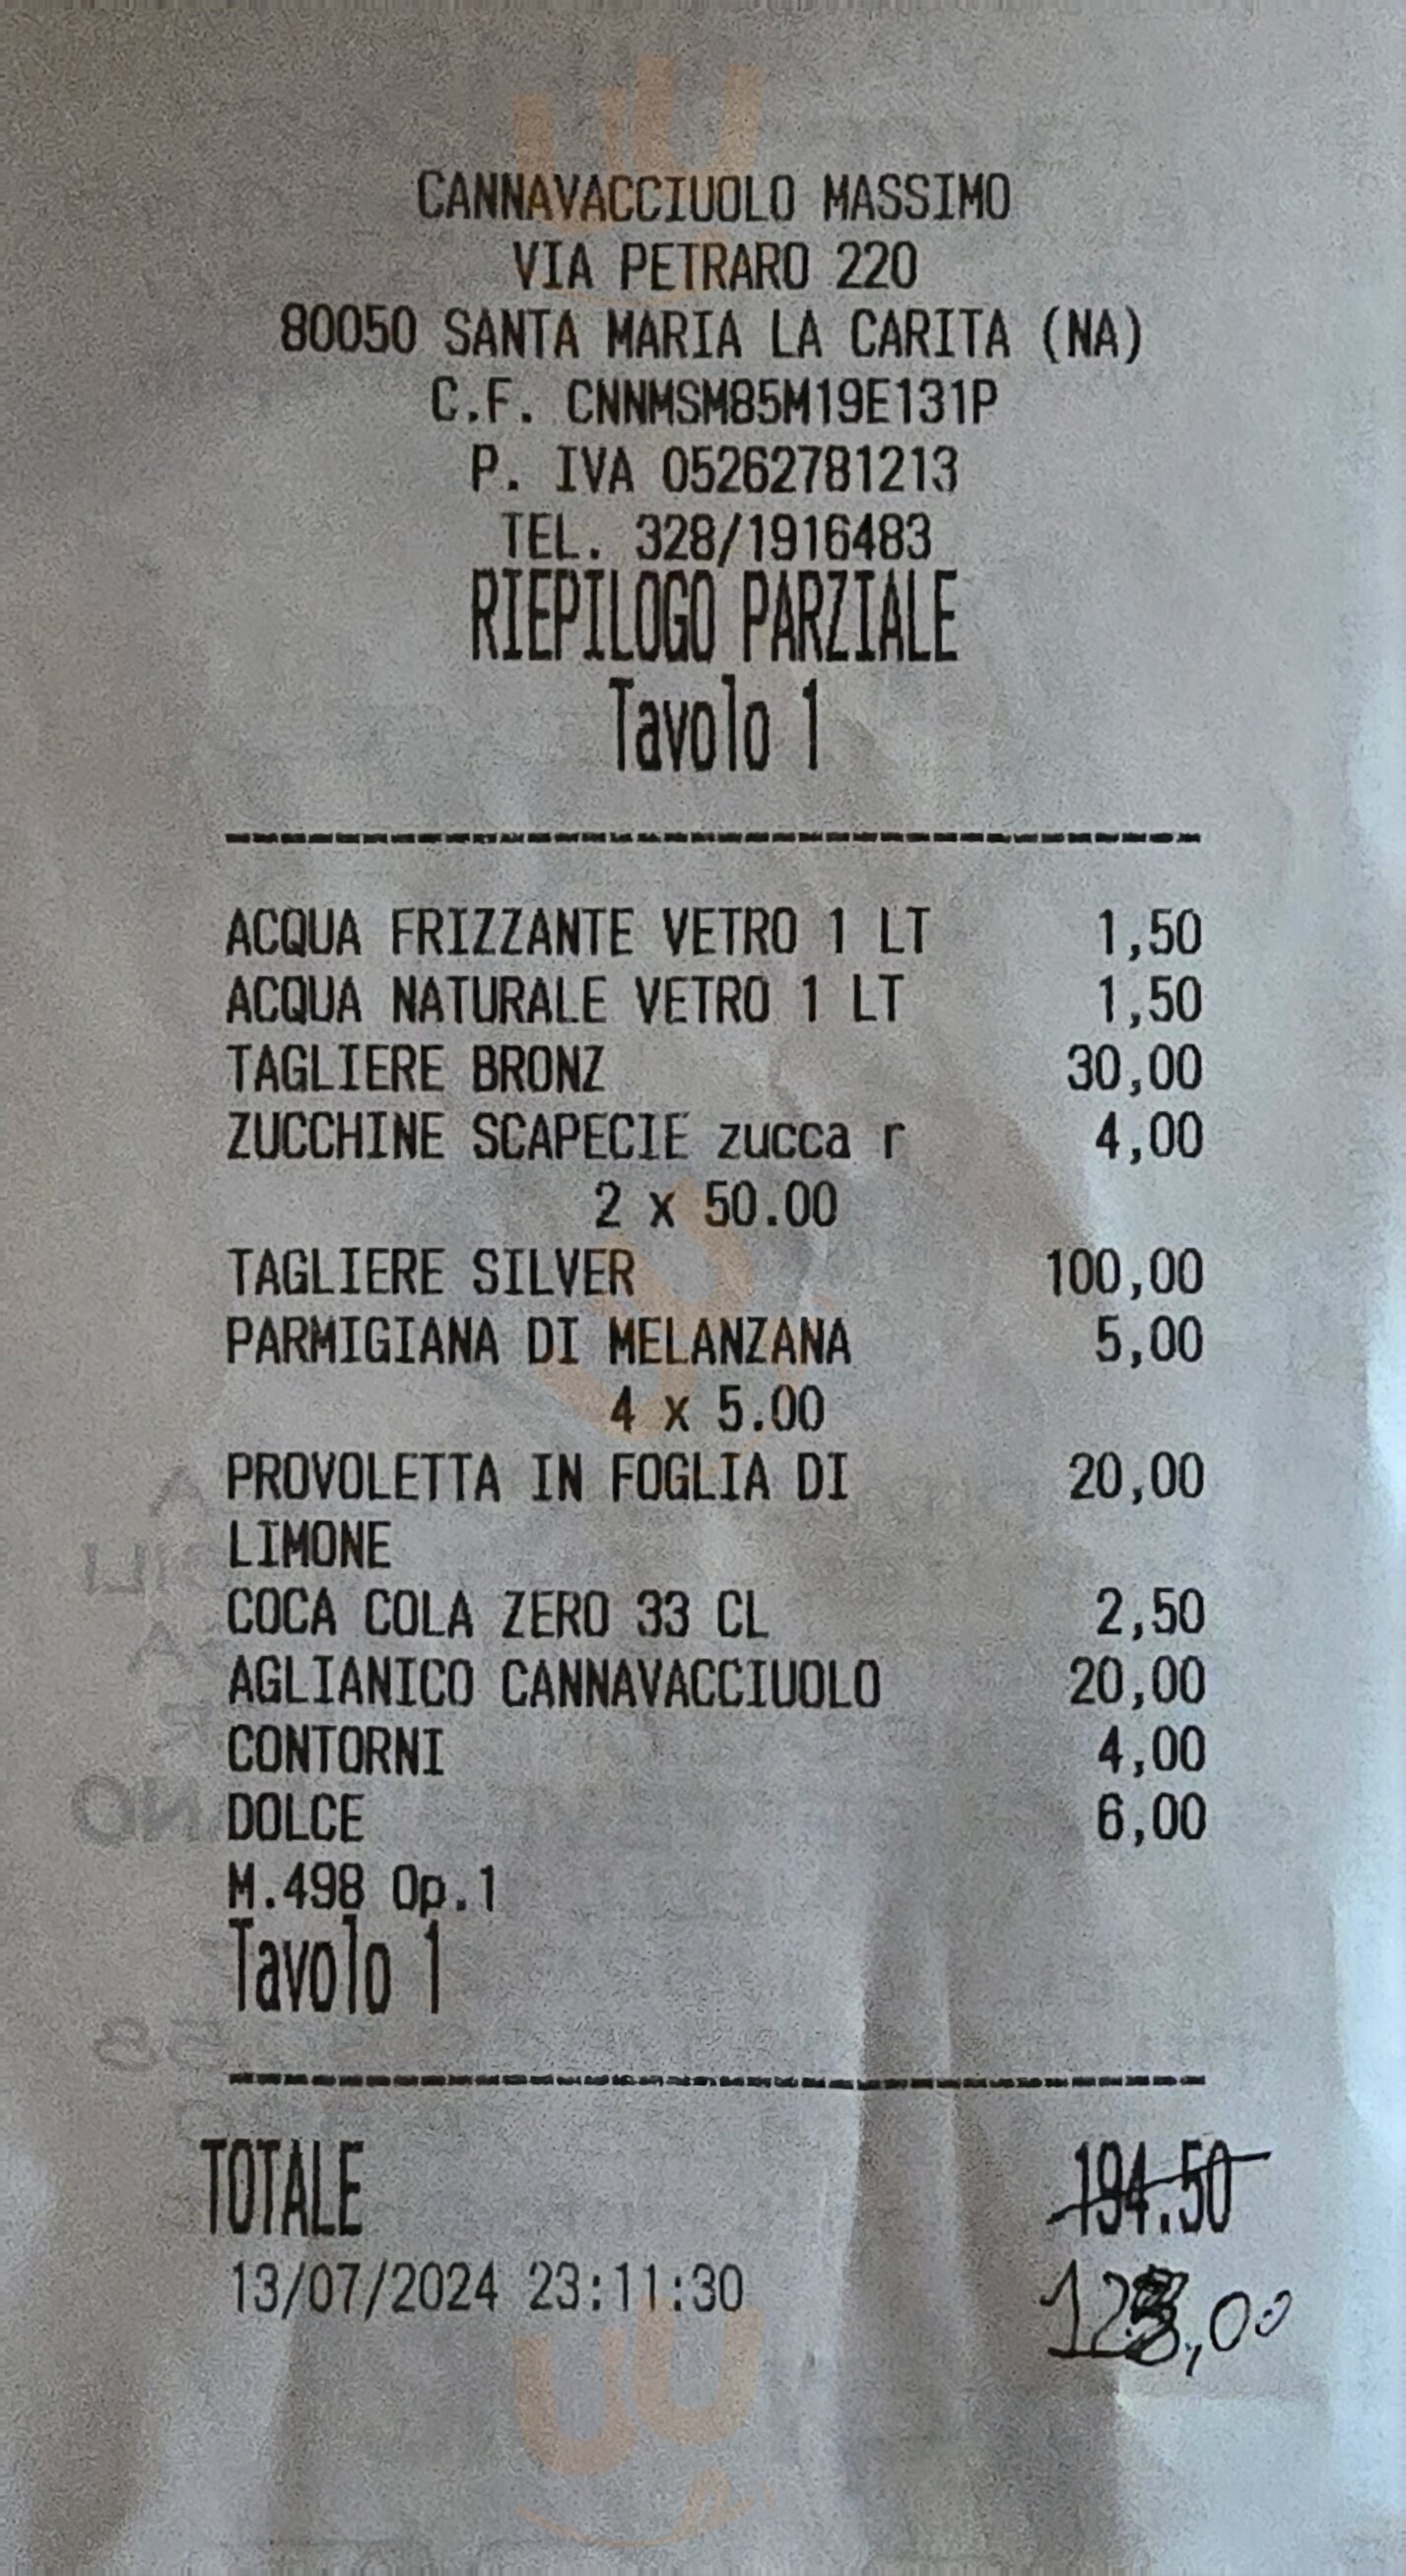 CANNAVACCIUOLO MASSIMO
VIA PETRARO 220
80050 SANTA MARIA LA CARITA (NA)
C.F. CNNMSM85M19E131P
P. IVA 05262781213
TEL. 328/1916483
RIEPILOGO PARZIALE
Tavolo 1
ACQUA FRIZZANTE VETRO 1 LT 1,50
ACQUA NATURALE VETRO 1 LT 1,50
TAGLIERE BRONZ 30,00
ZUCCHINE SCAPECIE zucca r 4,00
2 x 50.00
TAGLIERE SILVER 100,00
PARMIGIANA DI MELANZANA 5,00
4 x 5.00
PROVOLETTA IN FOGLIA DI 20,00
LIMONE
COCA COLA ZERO 33 CL 2,50
AGLIANICO CANNAVACCIUOLO 20,00
CONTORNI 4,00
DOLCE 6,00
M.498 Op.1
Tavolo 1
TOTALE 194.50
13/07/2024 23:11:30